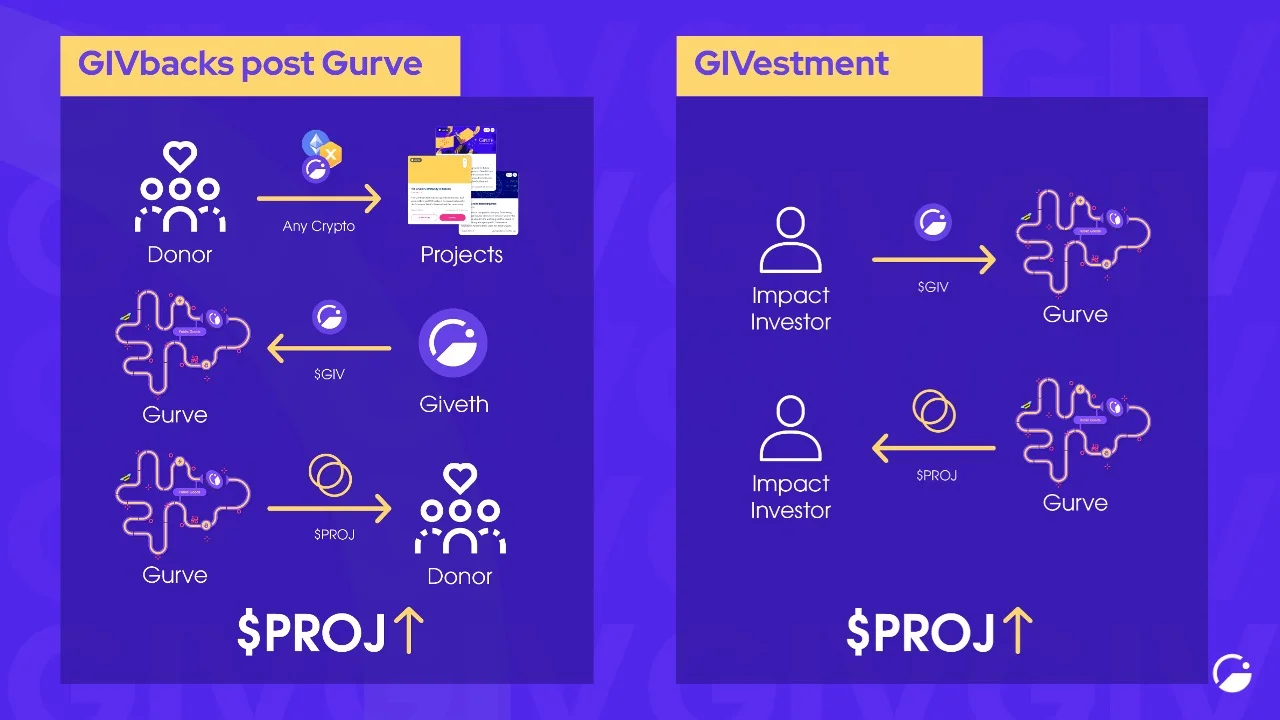 GIVbacks post Gurve
Any Crypto
Donor
Projects
$GIV
Gurve
Giveth
$PROJ
Gurve
Donor
$PROJ
GIVestment
$GIV
Impact
Investor
Gurve
$PROJ
Impact
Investor
Gurve
$PROJ